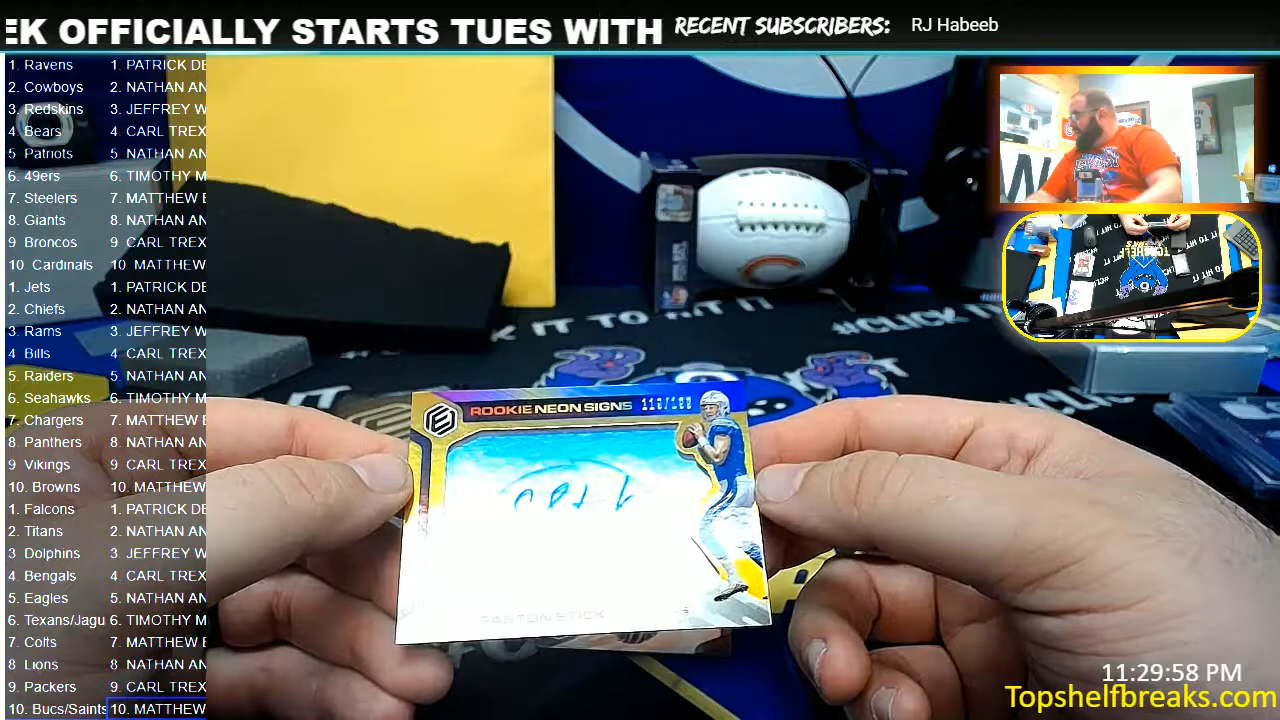 EK OFFICIALLY STARTS TUES WITH
RECENT SUBSCRIBERS: RJ Habeeb
1. Ravens 1. PATRICK DE
2. Cowboys 2. NATHAN AN
3. Redskins 3. JEFFREY W
4 Bears 4 CARL TREX
5 Patriots 5 NATHAN AN
6. 49ers 6. TIMOTHY M
7. Steelers 7. MATTHEW E
8. Giants 8. NATHAN AN
9 Broncos 9 CARL TREX
10 Cardinals 10 MATTHEW
1. Jets 1. PATRICK DE
2. Chiefs 2. NATHAN AN
3. Rams 3. JEFFREY W
4 Bills 4. CARL TREX
5. Raiders 5. NATHAN AN
6. Seahawks 6. TIMOTHY M
7. Chargers 7. MATTHEW E
8 Panthers 8 NATHAN AN
9 Vikings 9 CARL TREX
10. Browns 10. MATTHEW
1. Falcons 1. PATRICK DE
2. Titans 2. NATHAN AN
3 Dolphins 3 JEFFREY W
4. Bengals 4. CARL TREX
5. Eagles 5. NATHAN AN
6. Texans/Jagu 6. TIMOTHY M
7. Colts 7. MATTHEW E
8 Lions 8 NATHAN AN
9. Packers 9. CARL TREX
10. Bucs/Saints 10. MATTHEW
CK IT TO HIT IT
#CLICK IT
ROOKIE NEON SIGNS
EASTON STICK
11:29:58 PM
Topshelfbreaks.com